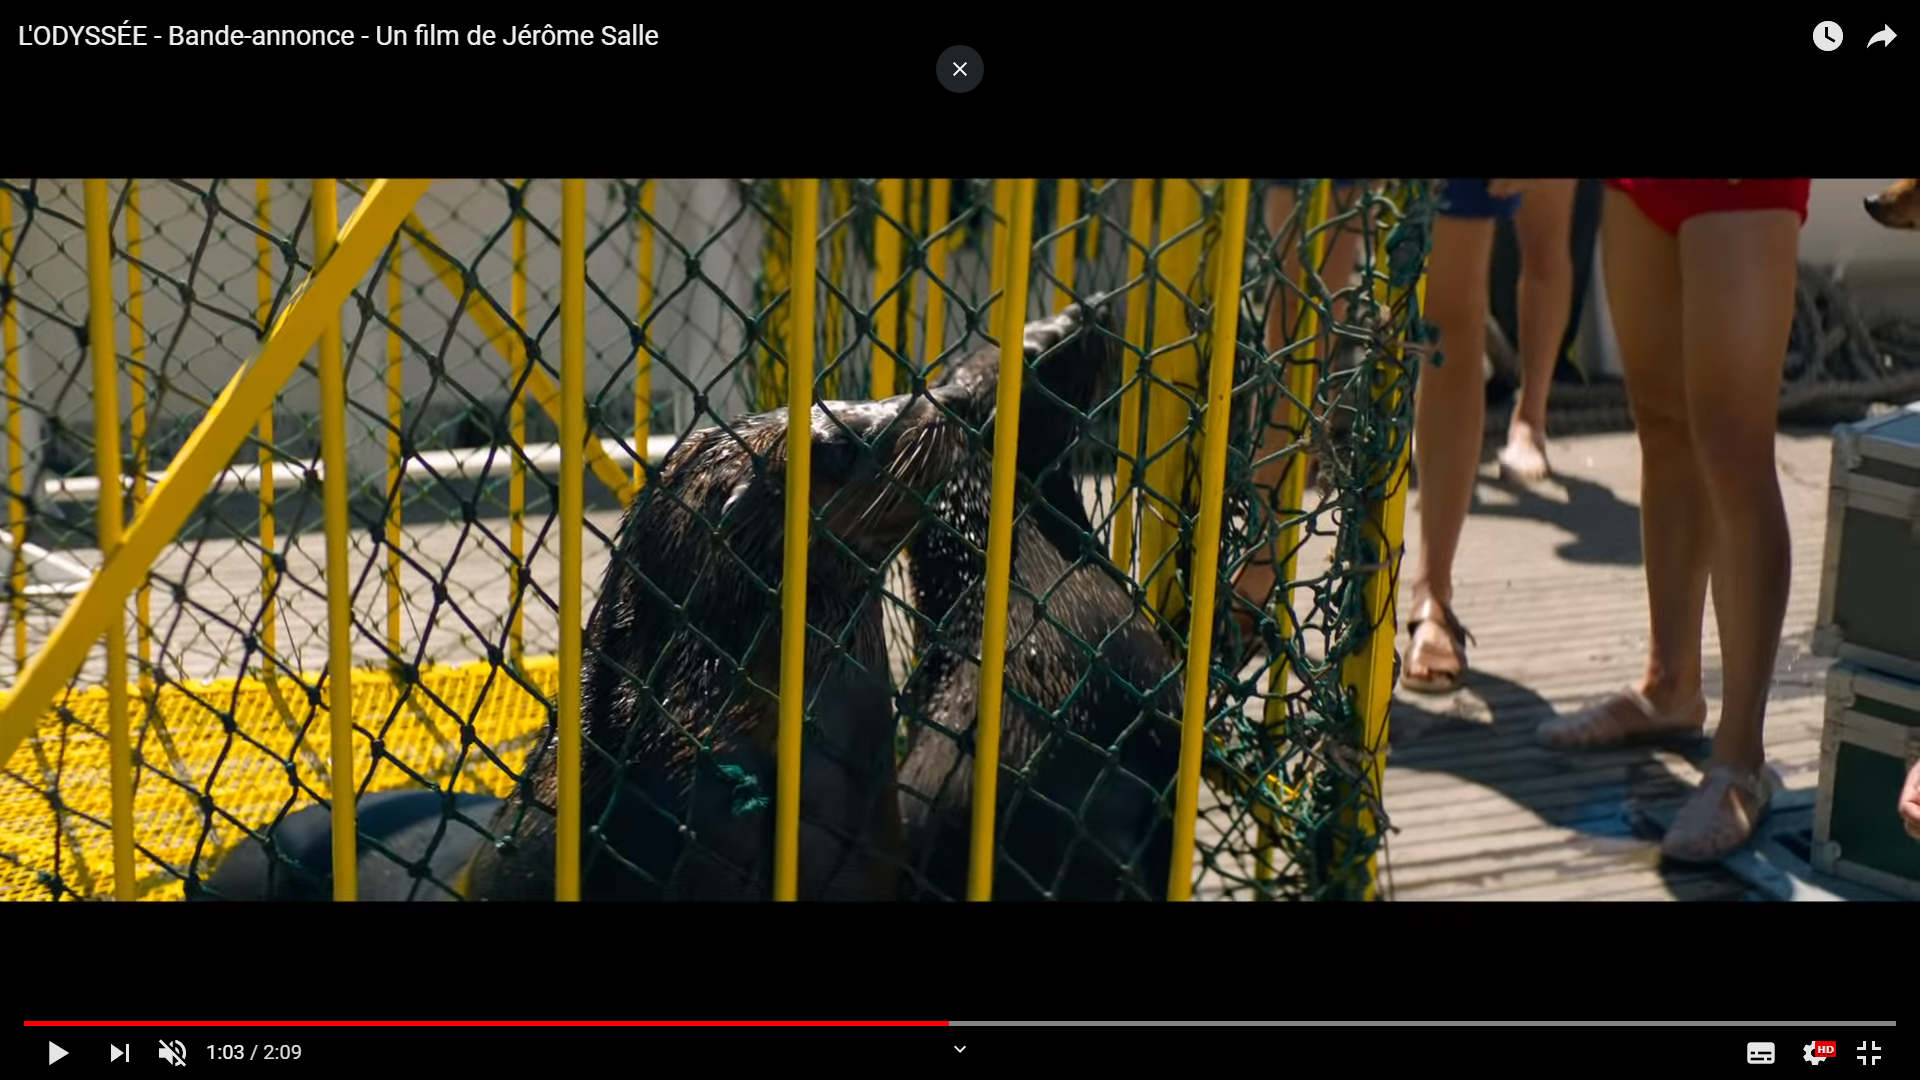 L'ODYSSÉE - Bande-annonce - Un film de Jérôme Salle
1:03 / 2:09
HD